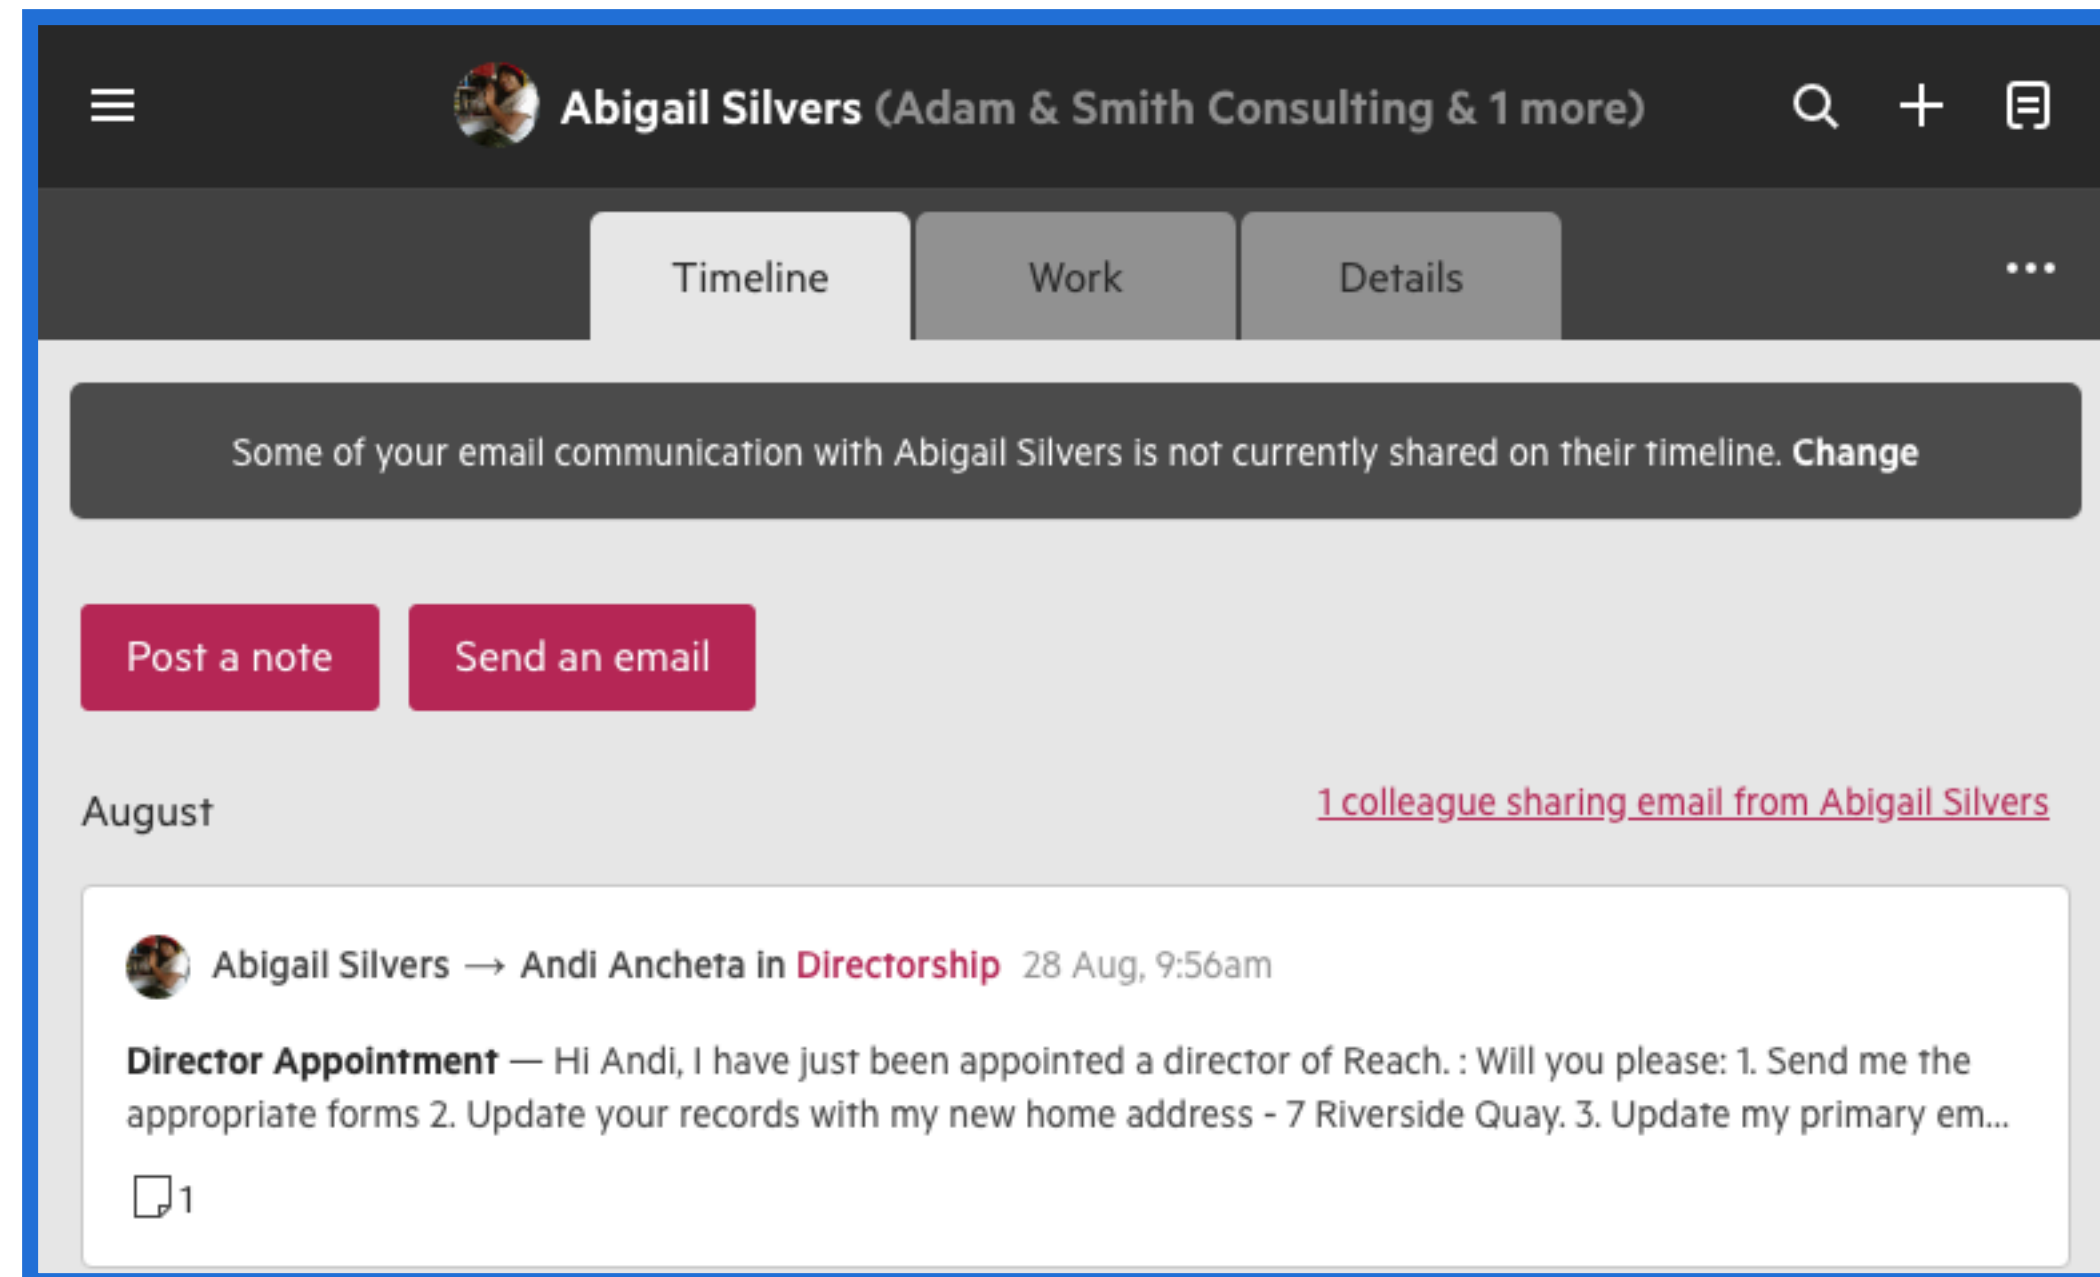 Abigail Silvers (Adam & Smith Consulting & 1 more)
Timeline
Work
Details
Some of your email communication with Abigail Silvers is not currently shared on their timeline. Change
Post a note
Send an email
August
1 colleague sharing email from Abigail Silvers
Abigail Silvers → Andi Ancheta in Directorship 28 Aug, 9:56am
Director Appointment — Hi Andi, I have just been appointed a director of Reach. : Will you please: 1. Send me the
appropriate forms 2. Update your records with my new home address - 7 Riverside Quay. 3. Update my primary em...
1